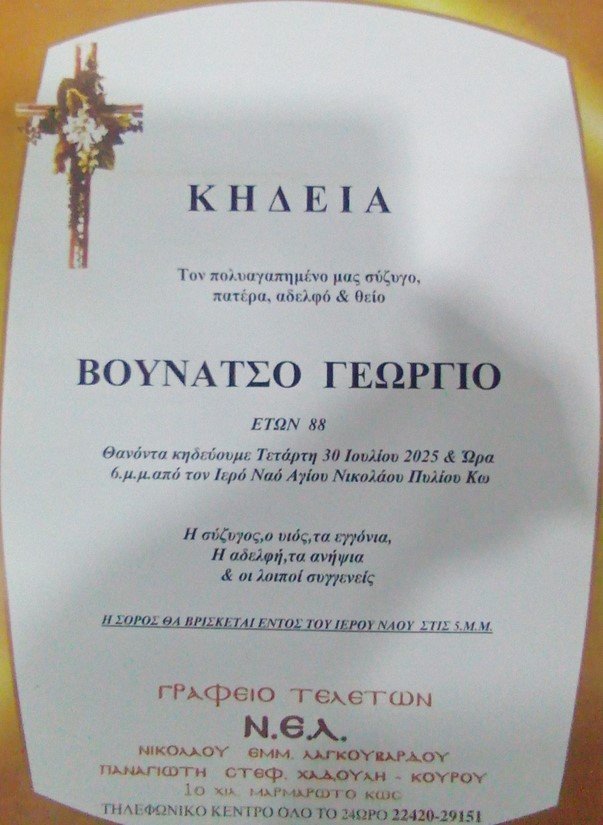 ΚΗΔΕΙΑ
Τον πολυαγαπημένο μας σύζυγο,
πατέρα, αδελφό & θείο
ΒΟΥΝΑΤΣΟ ΓΕΩΡΓΙΟ
ΕΤΩΝ 88
Θανόντα κηδεύουμε Τετάρτη 30 Ιουλίου 2025 & Ώρα
6.μ.μ.από τον Ιερό Ναό Αγίου Νικολάου Πυλίου Κω
Η σύζυγος,ο υιός,τα εγγόνια,
Η αδελφή,τα ανήψια
& οι λοιποί συγγενείς
Η ΣΟΡΟΣ ΘΑ ΒΡΙΣΚΕΤΑΙ ΕΝΤΟΣ ΤΟΥ ΙΕΡΟΥ ΝΑΟΥ ΣΤΙΣ 5.Μ.Μ.
ΓΡΑΦΕΙΟ ΤΕΛΕΤΩΝ
Ν.Ε.Λ.
ΝΙΚΟΛΑΟΥ ΕΜΜ. ΛΑΓΚΟΥΒΑΡΔΟΥ
ΠΑΝΑΓΙΩΤΗ ΣΤΕΦ. ΧΑΔΟΥΛΗ - ΚΟΥΡΟΥ
1ο ΧΙΛ. ΜΑΡΜΑΡΩΤΟ ΚΩΣ
ΤΗΛΕΦΩΝΙΚΟ ΚΕΝΤΡΟ ΟΛΟ ΤΟ 24ΩΡΟ 22420-29151